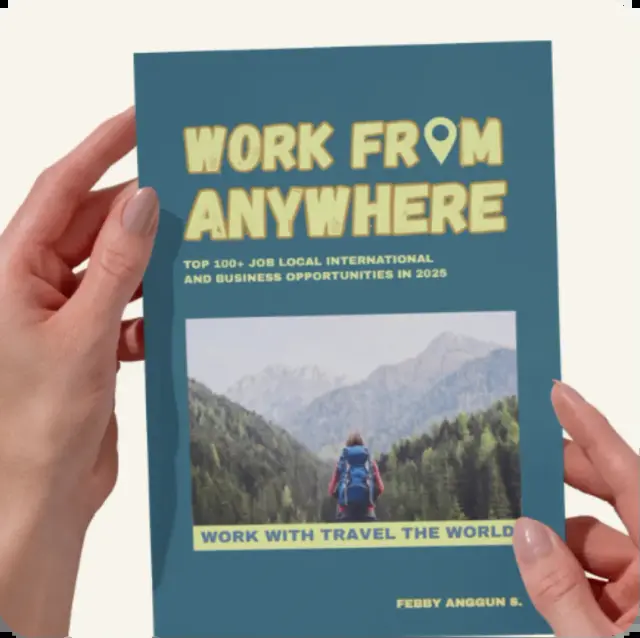 WORK FROM
ANYWHERE
TOP 100+ JOB LOCAL INTERNATIONAL
AND BUSINESS OPPORTUNITIES IN 2025
WORK WITH TRAVEL THE WORLD
FEBBY ANGGUN S.